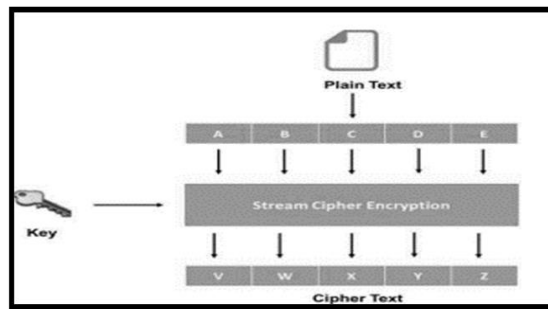 Plain Text
A B C D E
Stream Cipher Encryption
Key
V W X Y Z
Cipher Text